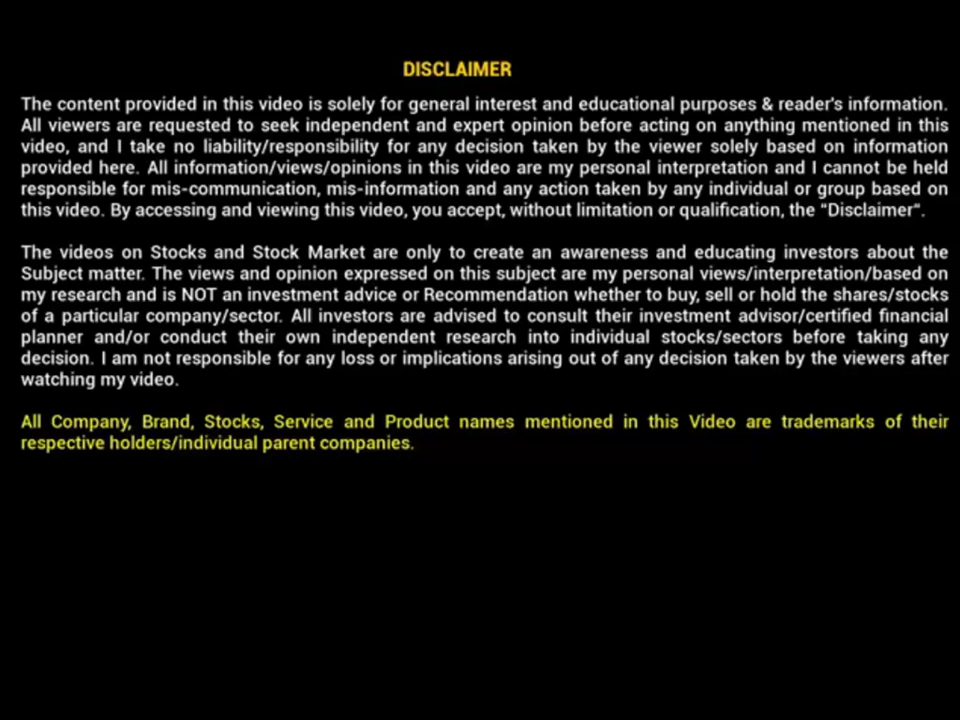 DISCLAIMER
The content provided in this video is solely for general interest and educational purposes & reader's information.
All viewers are requested to seek independent and expert opinion before acting on anything mentioned in this
video, and I take no liability/responsibility for any decision taken by the viewer solely based on information
provided here. All information/views/opinions in this video are my personal interpretation and I cannot be held
responsible for mis-communication, mis-information and any action taken by any individual or group based on
this video. By accessing and viewing this video, you accept, without limitation or qualification, the “Disclaimer“.
The videos on Stocks and Stock Market are only to create an awareness and educating investors about the
Subject matter. The views and opinion expressed on this subject are my personal views/interpretation/based on
my research and is NOT an investment advice or Recommendation whether to buy, sell or hold the shares/stocks
of a particular company/sector. All investors are advised to consult their investment advisor/certified financial
planner and/or conduct their own independent research into individual stocks/sectors before taking any
decision. I am not responsible for any loss or implications arising out of any decision taken by the viewers after
watching my video.
All Company, Brand, Stocks, Service and Product names mentioned in this Video are trademarks of their
respective holders/individual parent companies.